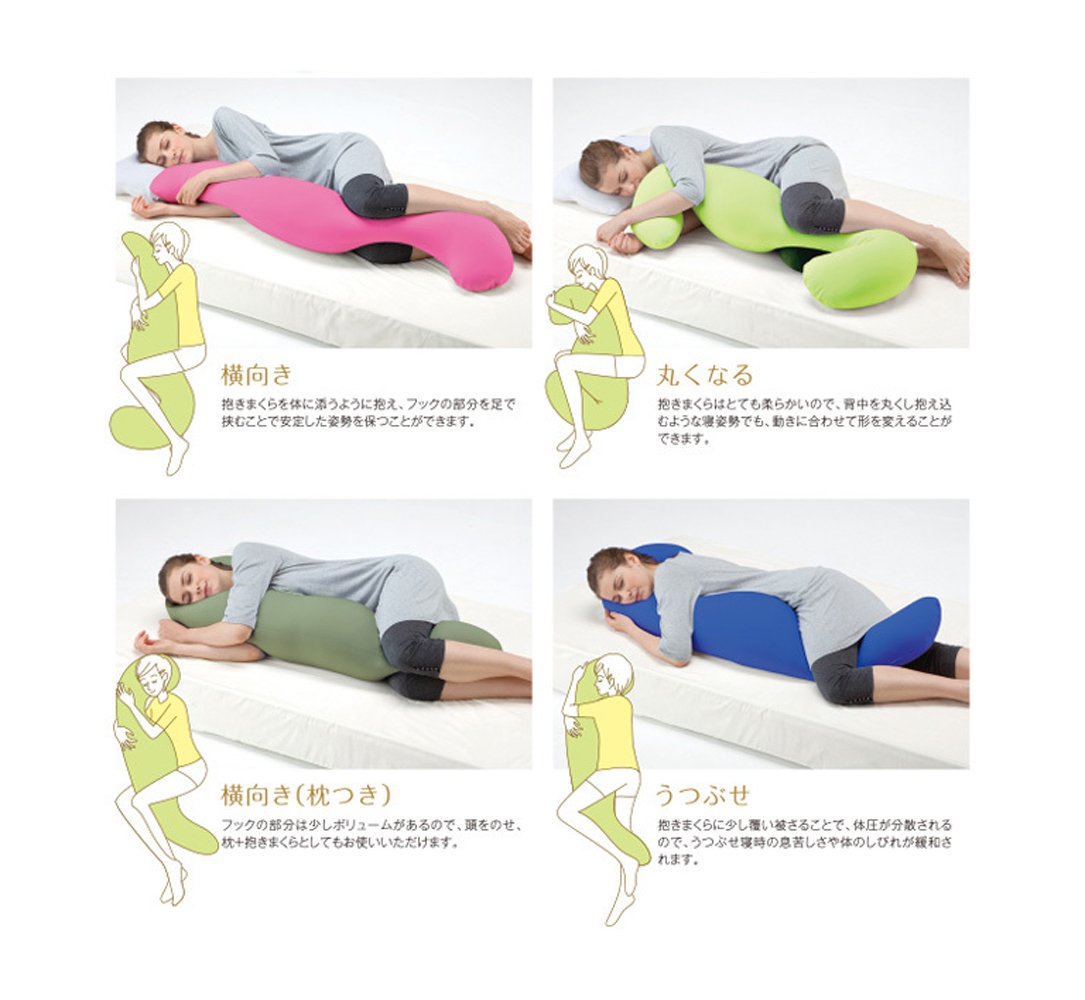 横向き
抱きまくらを体に添うように抱え、フックの部分を足で
挟むことで安定した姿勢を保つことができます。
丸くなる
抱きまくらはとても柔らかいので、背中を丸くし抱え込
むような寝姿勢でも、動きに合わせて形を変えることが
できます。
横向き(枕つき)
フックの部分は少しボリュームがあるので、頭をのせ、
枕+抱きまくらとしてもお使いいただけます。
うつぶせ
抱きまくらに少し覆い被さることで、体圧が分散される
ので、うつぶせ寝時の息苦しさや体のしびれが緩和さ
れます。